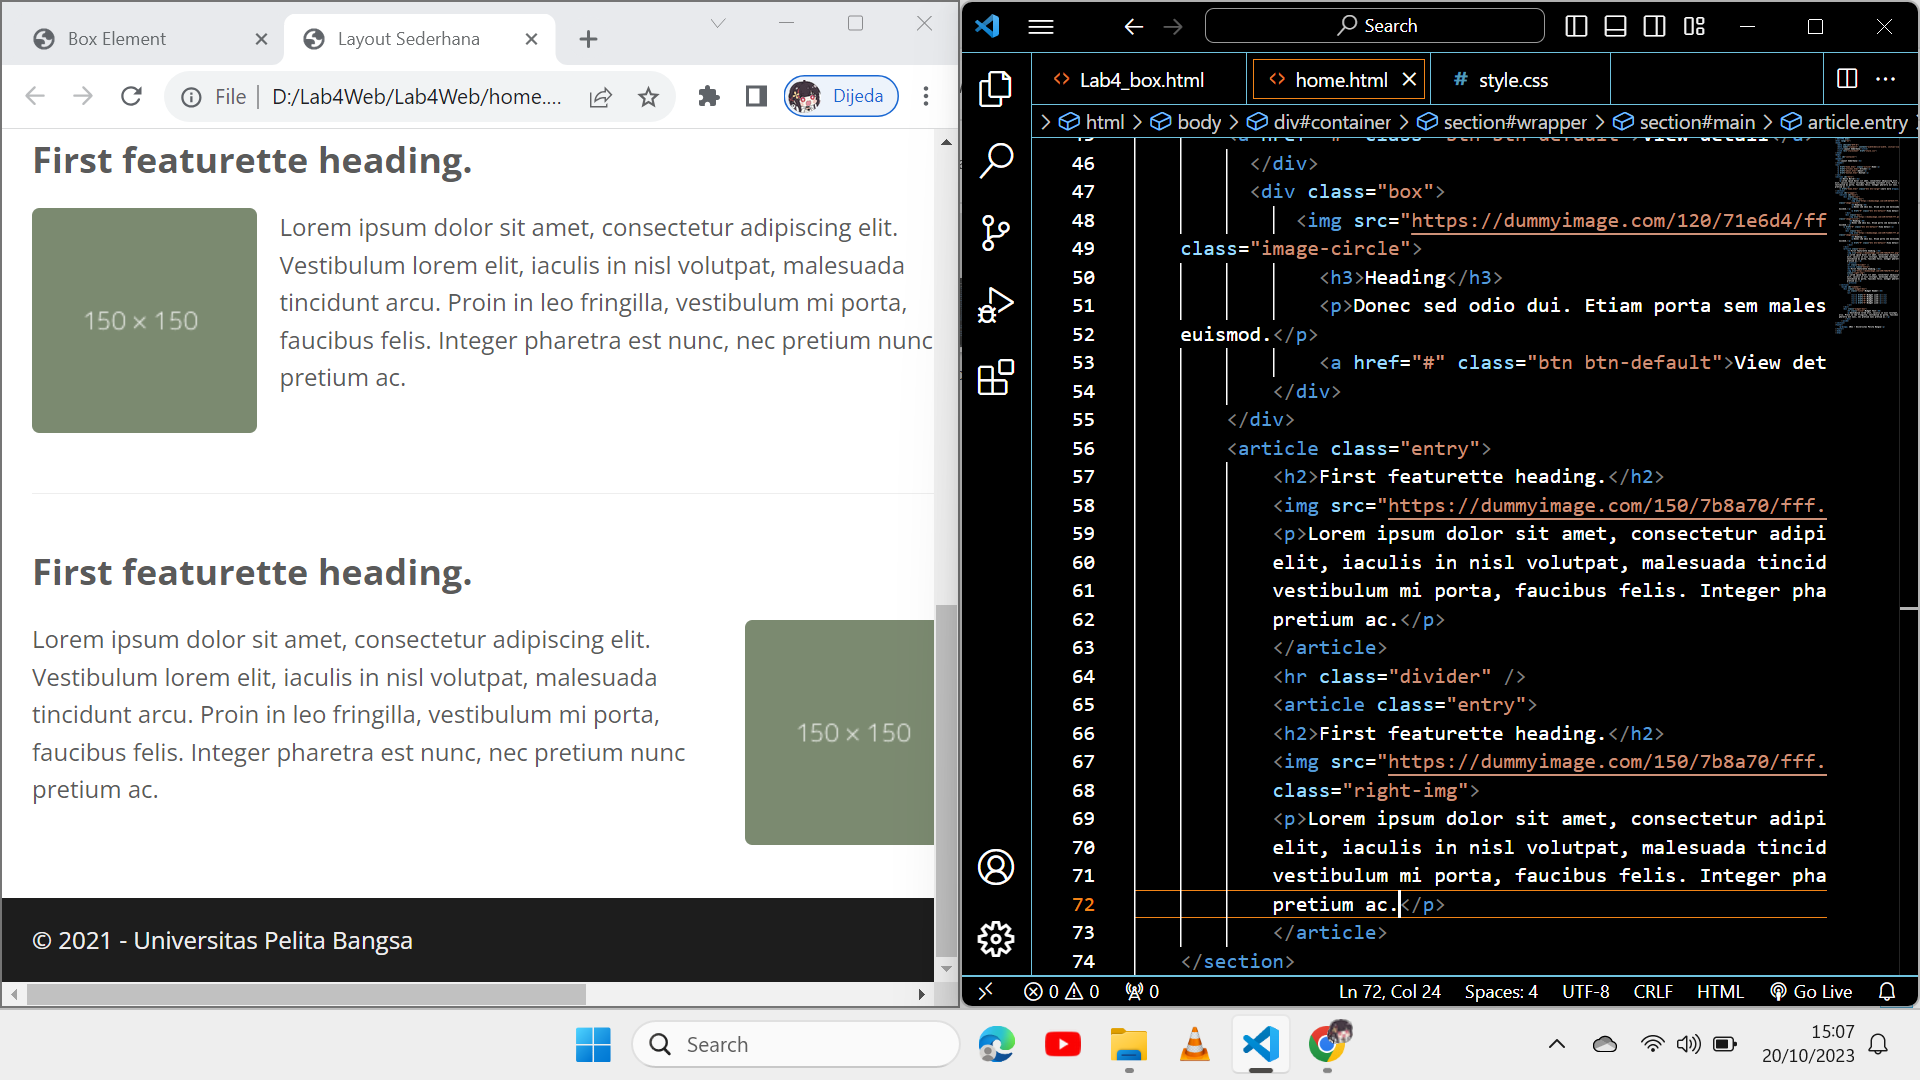 Box Element
Layout Sederhana
File
D:/Lab4Web/Lab4Web/home....
Dijeda
First featurette heading.
150 × 150
Lorem ipsum dolor sit amet, consectetur adipiscing elit.
Vestibulum lorem elit, iaculis in nisl volutpat, malesuada
tincidunt arcu. Proin in leo fringilla, vestibulum mi porta,
faucibus felis. Integer pharetra est nunc, nec pretium nunc
pretium ac.
First featurette heading.
Lorem ipsum dolor sit amet, consectetur adipiscing elit.
Vestibulum lorem elit, iaculis in nisl volutpat, malesuada
tincidunt arcu. Proin in leo fringilla, vestibulum mi porta,
faucibus felis. Integer pharetra est nunc, nec pretium nunc
pretium ac.
150 × 150
© 2021 - Universitas Pelita Bangsa
Search
Lab4_box.html
home.html
# style.css
html > body > div#container > section#wrapper > section#main > article.entry
46 </div>
47 <div class="box">
48 <img src="https://dummyimage.com/120/71e6d4/ff
49 class="image-circle">
50 <h3>Heading</h3>
51 <p>Donec sed odio dui. Etiam porta sem males
52 euismod.</p>
53 <a href="#" class="btn btn-default">View det
54 </div>
55 </div>
56 <article class="entry">
57 <h2>First featurette heading.</h2>
58 <img src="https://dummyimage.com/150/7b8a70/fff.
59 <p>Lorem ipsum dolor sit amet, consectetur adipi
60 elit, iaculis in nisl volutpat, malesuada tincid
61 vestibulum mi porta, faucibus felis. Integer pha
62 pretium ac.</p>
63 </article>
64 <hr class="divider" />
65 <article class="entry">
66 <h2>First featurette heading.</h2>
67 <img src="https://dummyimage.com/150/7b8a70/fff.
68 class="right-img">
69 <p>Lorem ipsum dolor sit amet, consectetur adipi
70 elit, iaculis in nisl volutpat, malesuada tincid
71 vestibulum mi porta, faucibus felis. Integer pha
72 pretium ac.</p>
73 </article>
74 </section>
0 0 0 Ln 72, Col 24 Spaces: 4 UTF-8 CRLF HTML Go Live
Search
15:07
20/10/2023